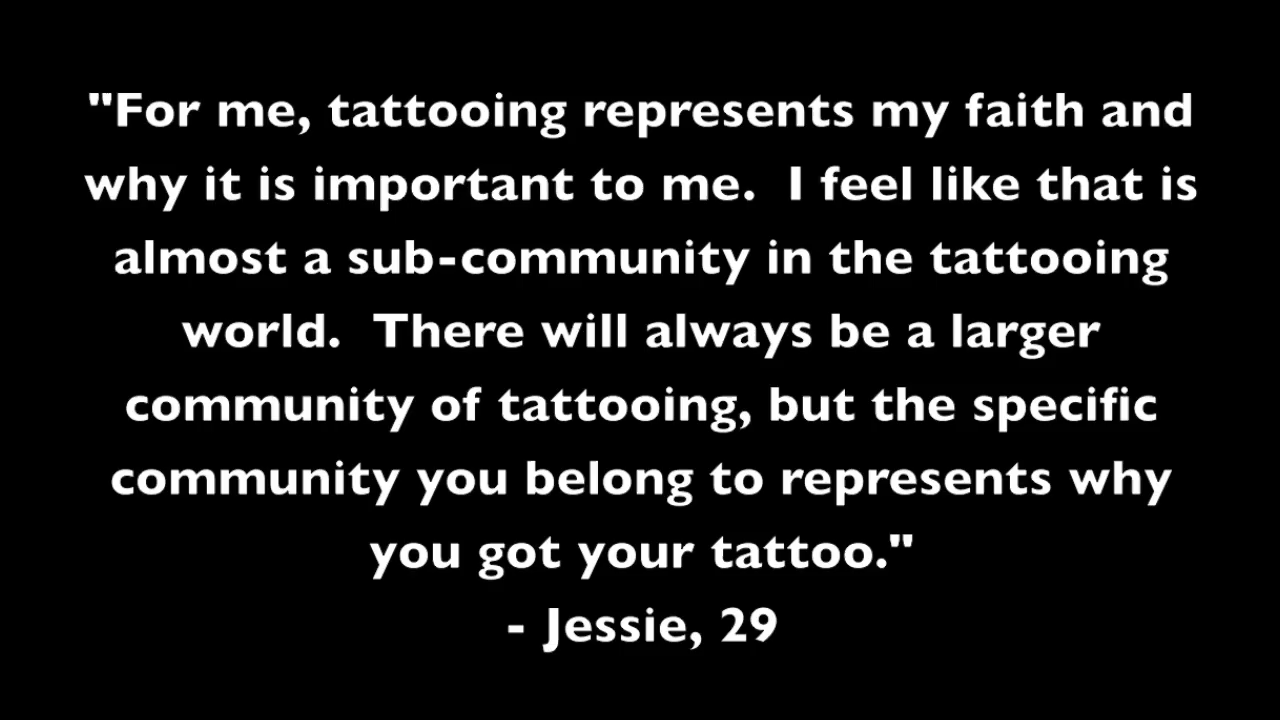 "For me, tattooing represents my faith and
why it is important to me.  I feel like that is
almost a sub-community in the tattooing
world.  There will always be a larger
community of tattooing, but the specific
community you belong to represents why
you got your tattoo."
- Jessie, 29